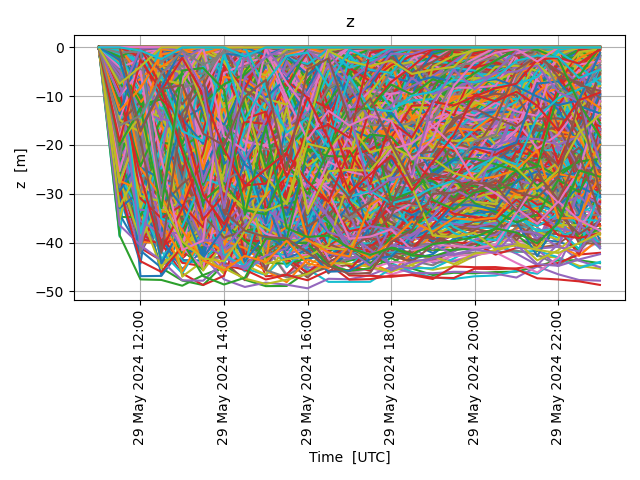 z
0
−10
−20
−30
−40
−50
z [m]
29 May 2024 12:00
29 May 2024 14:00
29 May 2024 16:00
29 May 2024 18:00
29 May 2024 20:00
29 May 2024 22:00
Time [UTC]